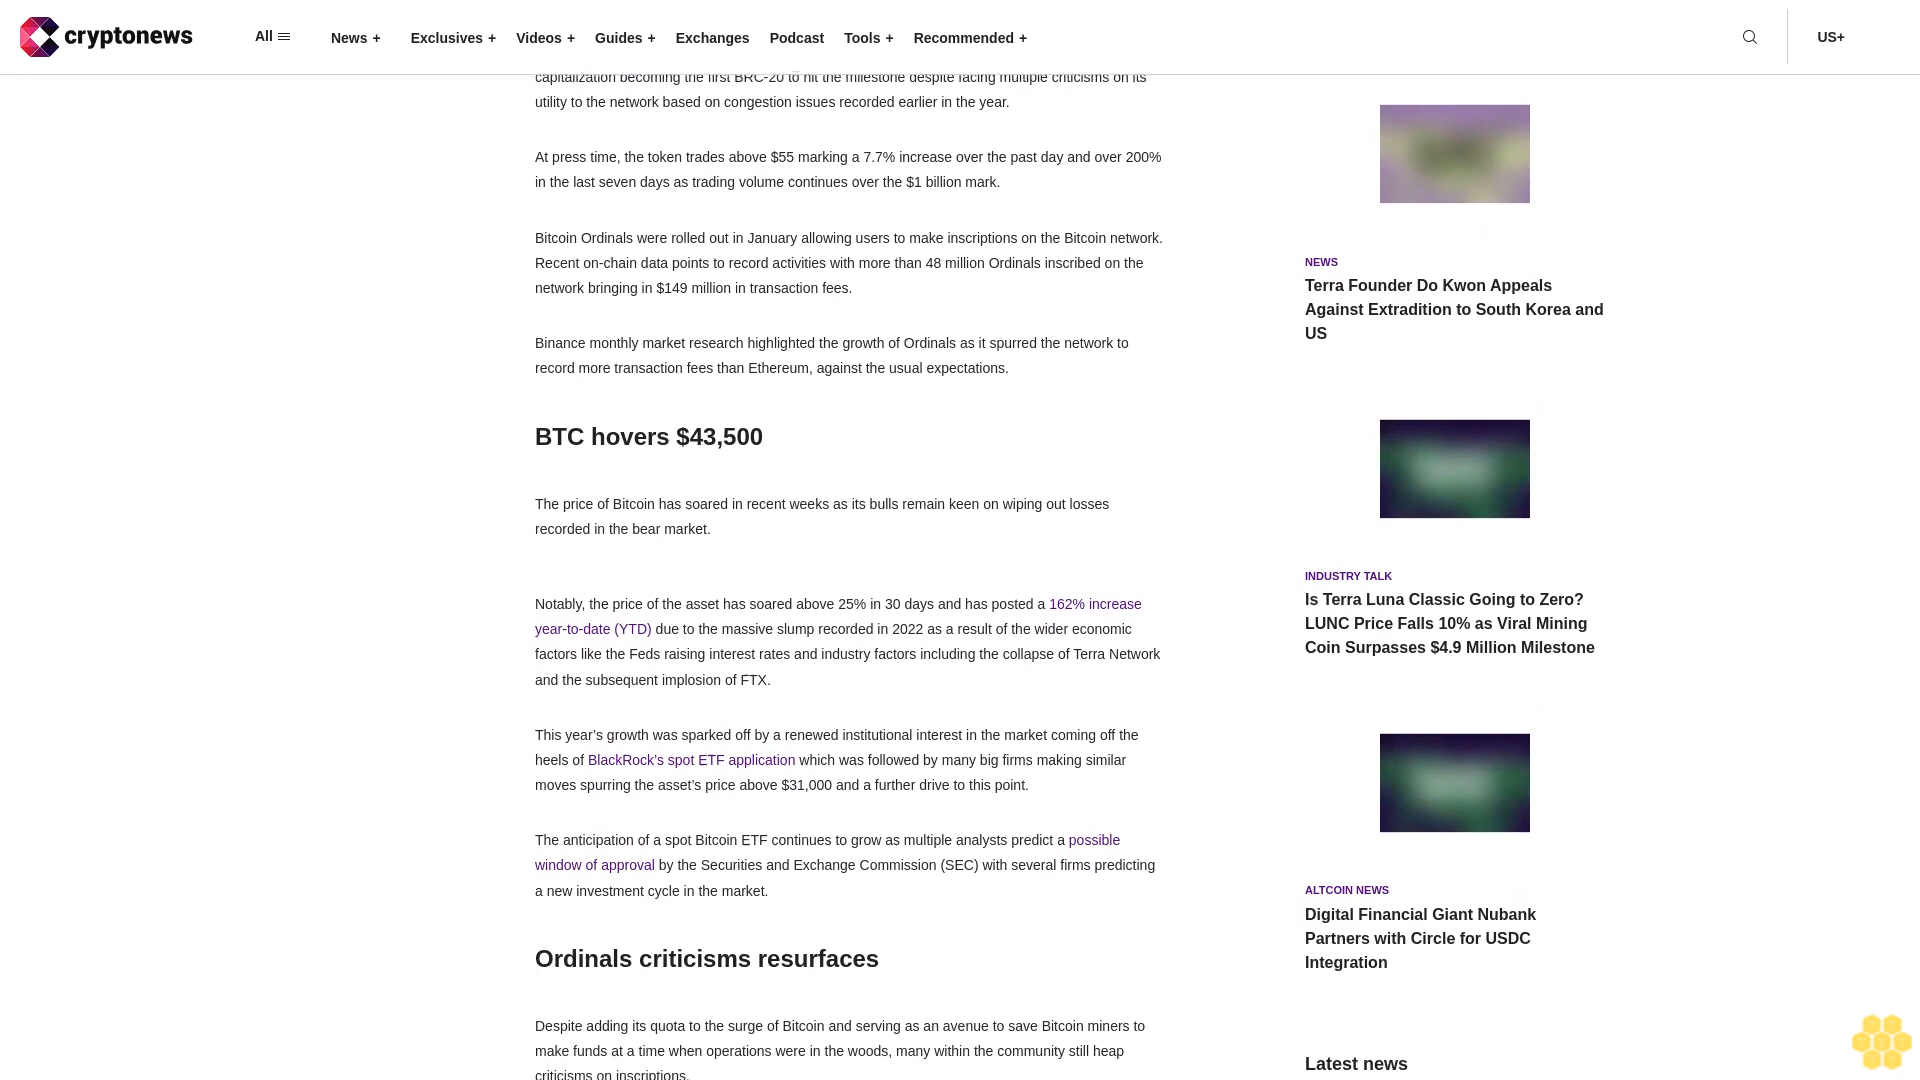 cryptonews
All
News +
Exclusives +
Videos +
Guides +
Exchanges
Podcast
Tools +
Recommended +
US+
capitalization becoming the first BRC-20 to hit the milestone despite facing multiple criticisms on its
utility to the network based on congestion issues recorded earlier in the year.
At press time, the token trades above $55 marking a 7.7% increase over the past day and over 200%
in the last seven days as trading volume continues over the $1 billion mark.
Bitcoin Ordinals were rolled out in January allowing users to make inscriptions on the Bitcoin network.
Recent on-chain data points to record activities with more than 48 million Ordinals inscribed on the
network bringing in $149 million in transaction fees.
Binance monthly market research highlighted the growth of Ordinals as it spurred the network to
record more transaction fees than Ethereum, against the usual expectations.
BTC hovers $43,500
The price of Bitcoin has soared in recent weeks as its bulls remain keen on wiping out losses
recorded in the bear market.
Notably, the price of the asset has soared above 25% in 30 days and has posted a 162% increase
year-to-date (YTD) due to the massive slump recorded in 2022 as a result of the wider economic
factors like the Feds raising interest rates and industry factors including the collapse of Terra Network
and the subsequent implosion of FTX.
This year’s growth was sparked off by a renewed institutional interest in the market coming off the
heels of BlackRock’s spot ETF application which was followed by many big firms making similar
moves spurring the asset’s price above $31,000 and a further drive to this point.
The anticipation of a spot Bitcoin ETF continues to grow as multiple analysts predict a possible
window of approval by the Securities and Exchange Commission (SEC) with several firms predicting
a new investment cycle in the market.
Ordinals criticisms resurfaces
Despite adding its quota to the surge of Bitcoin and serving as an avenue to save Bitcoin miners to
make funds at a time when operations were in the woods, many within the community still heap
criticisms on inscriptions.
NEWS
Terra Founder Do Kwon Appeals
Against Extradition to South Korea and
US
INDUSTRY TALK
Is Terra Luna Classic Going to Zero?
LUNC Price Falls 10% as Viral Mining
Coin Surpasses $4.9 Million Milestone
ALTCOIN NEWS
Digital Financial Giant Nubank
Partners with Circle for USDC
Integration
Latest news